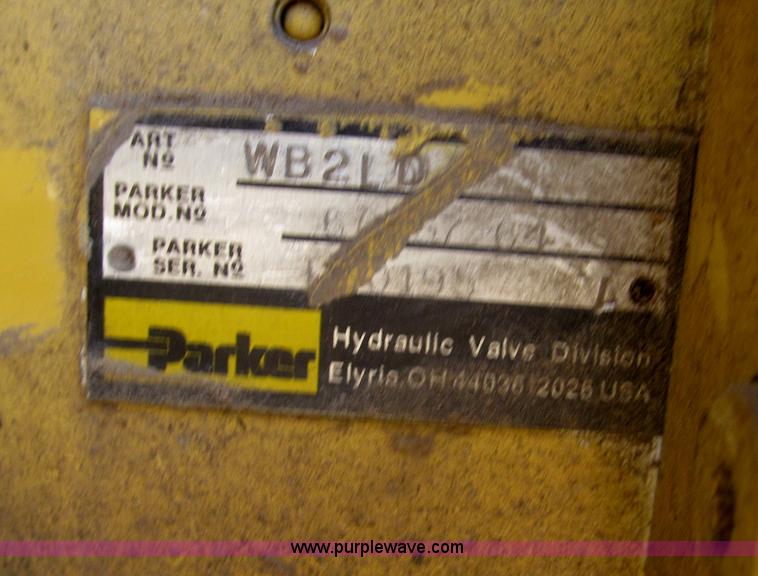 ART
Nº
WB2LD
PARKER
MOD.Nº
PARKER
SER. Nº
A
Parker
Hydraulic Valve Division
Elyria, OH 44036 2026 USA
www.purplewave.com